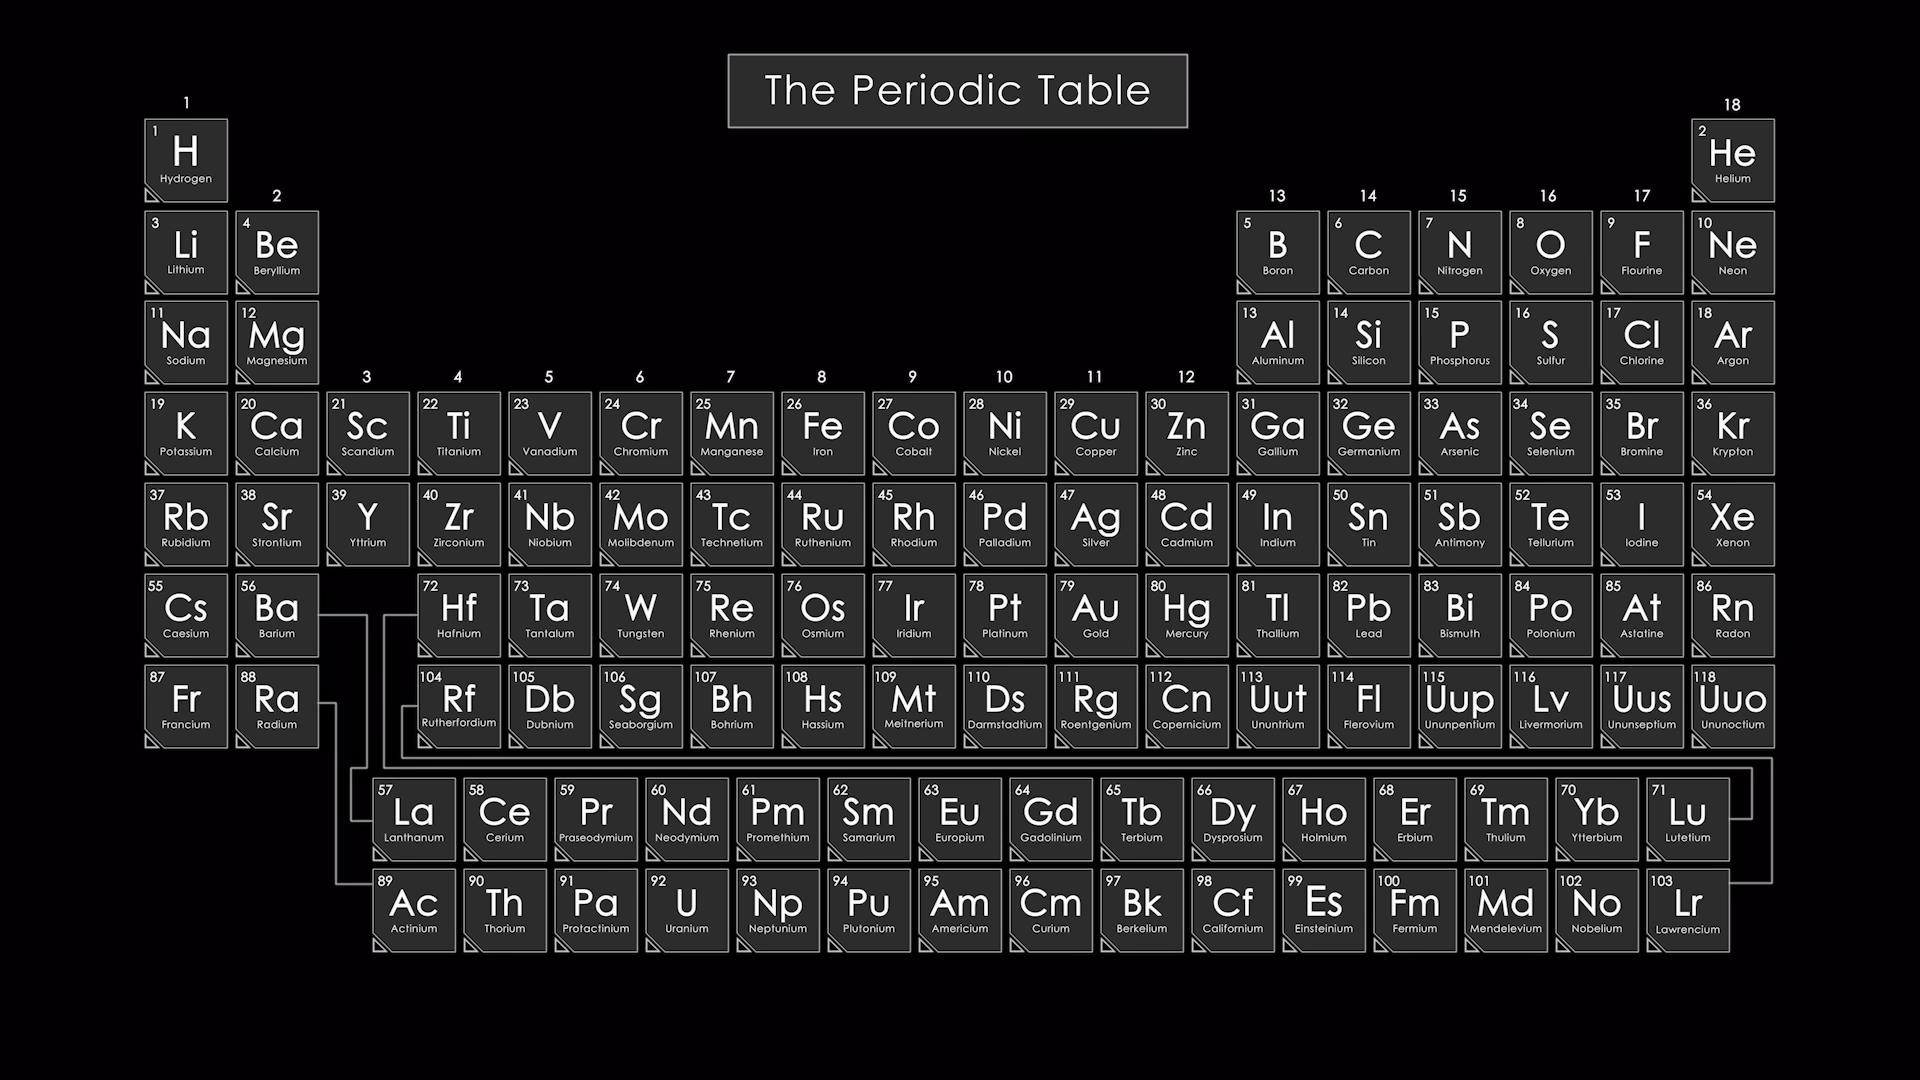 The Periodic Table
1 18
1 H Hydrogen
2 He Helium
2 13 14 15 16 17
3 Li Lithium
4 Be Beryllium
5 B Boron
6 C Carbon
7 N Nitrogen
8 O Oxygen
9 F Flourine
10 Ne Neon
11 Na Sodium
12 Mg Magnesium
13 Al Aluminum
14 Si Silicon
15 P Phosphorus
16 S Sulfur
17 Cl Chlorine
18 Ar Argon
3 4 5 6 7 8 9 10 11 12
19 K Potassium
20 Ca Calcium
21 Sc Scandium
22 Ti Titanium
23 V Vanadium
24 Cr Chromium
25 Mn Manganese
26 Fe Iron
27 Co Cobalt
28 Ni Nickel
29 Cu Copper
30 Zn Zinc
31 Ga Gallium
32 Ge Germanium
33 As Arsenic
34 Se Selenium
35 Br Bromine
36 Kr Krypton
37 Rb Rubidium
38 Sr Strontium
39 Y Yttrium
40 Zr Zirconium
41 Nb Niobium
42 Mo Molibdenum
43 Tc Technetium
44 Ru Ruthenium
45 Rh Rhodium
46 Pd Palladium
47 Ag Silver
48 Cd Cadmium
49 In Indium
50 Sn Tin
51 Sb Antimony
52 Te Tellurium
53 I Iodine
54 Xe Xenon
55 Cs Caesium
56 Ba Barium
72 Hf Hafnium
73 Ta Tantalum
74 W Tungsten
75 Re Rhenium
76 Os Osmium
77 Ir Iridium
78 Pt Platinum
79 Au Gold
80 Hg Mercury
81 Tl Thallium
82 Pb Lead
83 Bi Bismuth
84 Po Polonium
85 At Astatine
86 Rn Radon
87 Fr Francium
88 Ra Radium
104 Rf Rutherfordium
105 Db Dubnium
106 Sg Seaborgium
107 Bh Bohrium
108 Hs Hassium
109 Mt Meitnerium
110 Ds Darmstadtium
111 Rg Roentgenium
112 Cn Copernicium
113 Uut Ununtrium
114 Fl Flerovium
115 Uup Ununpentium
116 Lv Livermorium
117 Uus Ununseptium
118 Uuo Ununoctium
57 La Lanthanum
58 Ce Cerium
59 Pr Praseodymium
60 Nd Neodymium
61 Pm Promethium
62 Sm Samarium
63 Eu Europium
64 Gd Gadolinium
65 Tb Terbium
66 Dy Dysprosium
67 Ho Holmium
68 Er Erbium
69 Tm Thulium
70 Yb Ytterbium
71 Lu Lutetium
89 Ac Actinium
90 Th Thorium
91 Pa Protactinium
92 U Uranium
93 Np Neptunium
94 Pu Plutonium
95 Am Americium
96 Cm Curium
97 Bk Berkelium
98 Cf Californium
99 Es Einsteinium
100 Fm Fermium
101 Md Mendelevium
102 No Nobelium
103 Lr Lawrencium